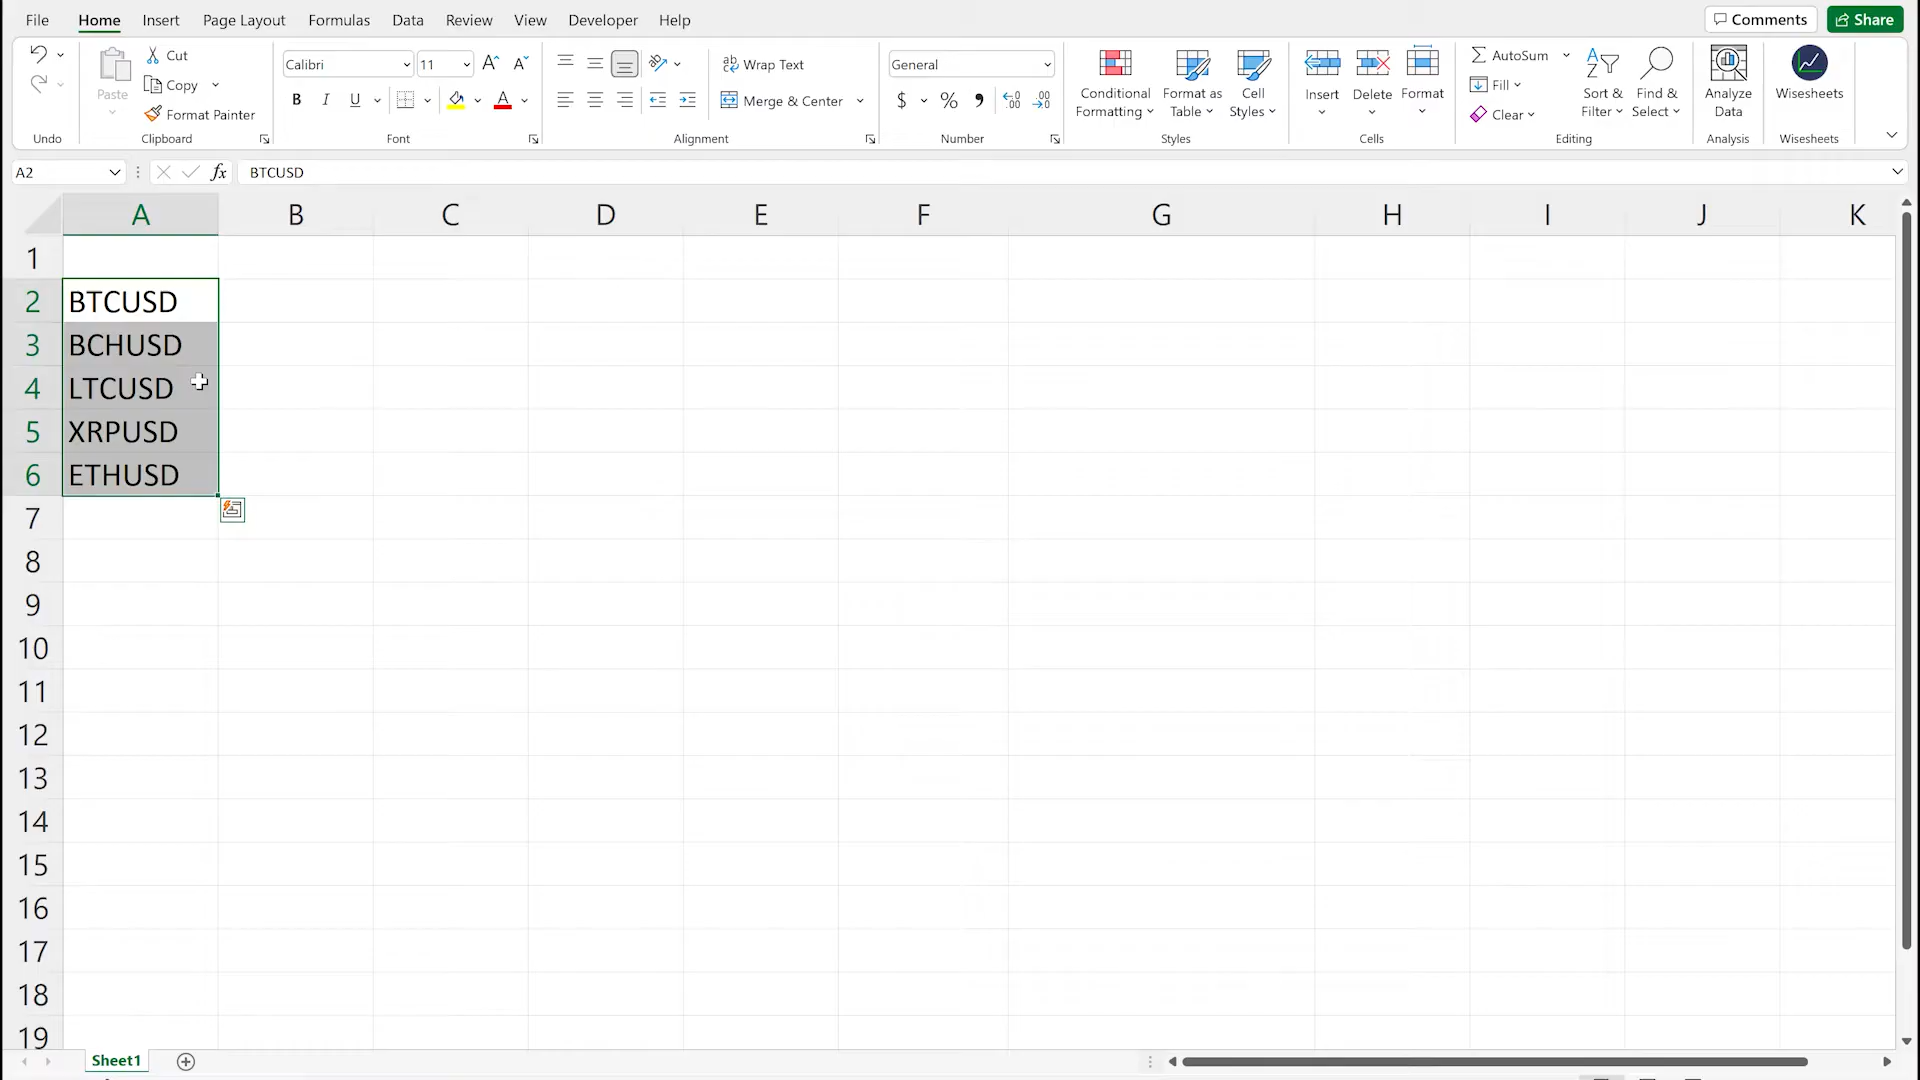 File Home Insert Page Layout Formulas Data Review View Developer Help Comments Share
Cut
Copy
Format Painter
Paste
Calibri 11
B I U
Wrap Text
Merge & Center
General
$ % 9
Conditional Formatting
Format as Table
Cell Styles
Insert Delete Format
AutoSum
Fill
Clear
Sort & Filter
Find & Select
Analyze Data
Wisesheets
Undo Clipboard Font Alignment Number Styles Cells Editing Analysis Wisesheets
A2 fx BTCUSD
A B C D E F G H I J K
1
2 BTCUSD
3 BCHUSD
4 LTCUSD
5 XRPUSD
6 ETHUSD
7
8
9
10
11
12
13
14
15
16
17
18
19
Sheet1